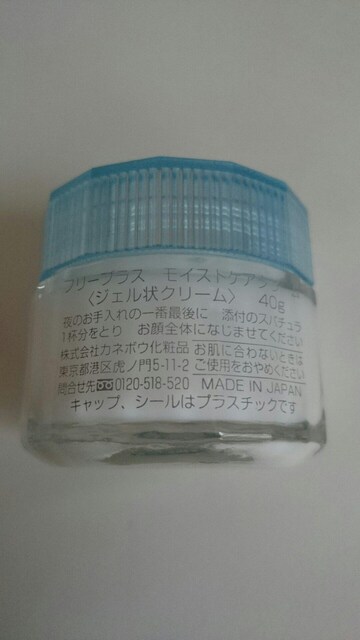 フリープラス モイストケアクリーム
〈ジェル状クリーム〉 40g
夜のお手入れの一番最後に 添付のスパチュラ
1杯分をとり お顔全体になじませてください
株式会社カネボウ化粧品 お肌に合わないときは
東京都港区虎ノ門5-11-2 ご使用をおやめください
問合せ先 0120-518-520 MADE IN JAPAN
キャップ、シールはプラスチックです